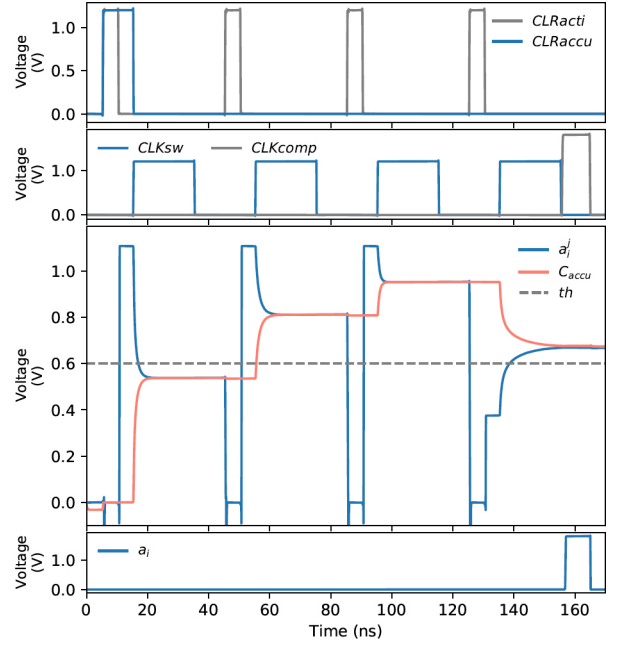 Voltage
(V)
1.0
0.0
CLRacti
CLRaccu
Voltage
(V)
1.0
0.0
CLKsw
CLKcomp
Voltage
(V)
1.0
0.8
0.6
0.4
0.2
0.0
a_i^j
C_accu
th
Voltage
(V)
1.0
0.0
a_i
0 20 40 60 80 100 120 140 160
Time (ns)